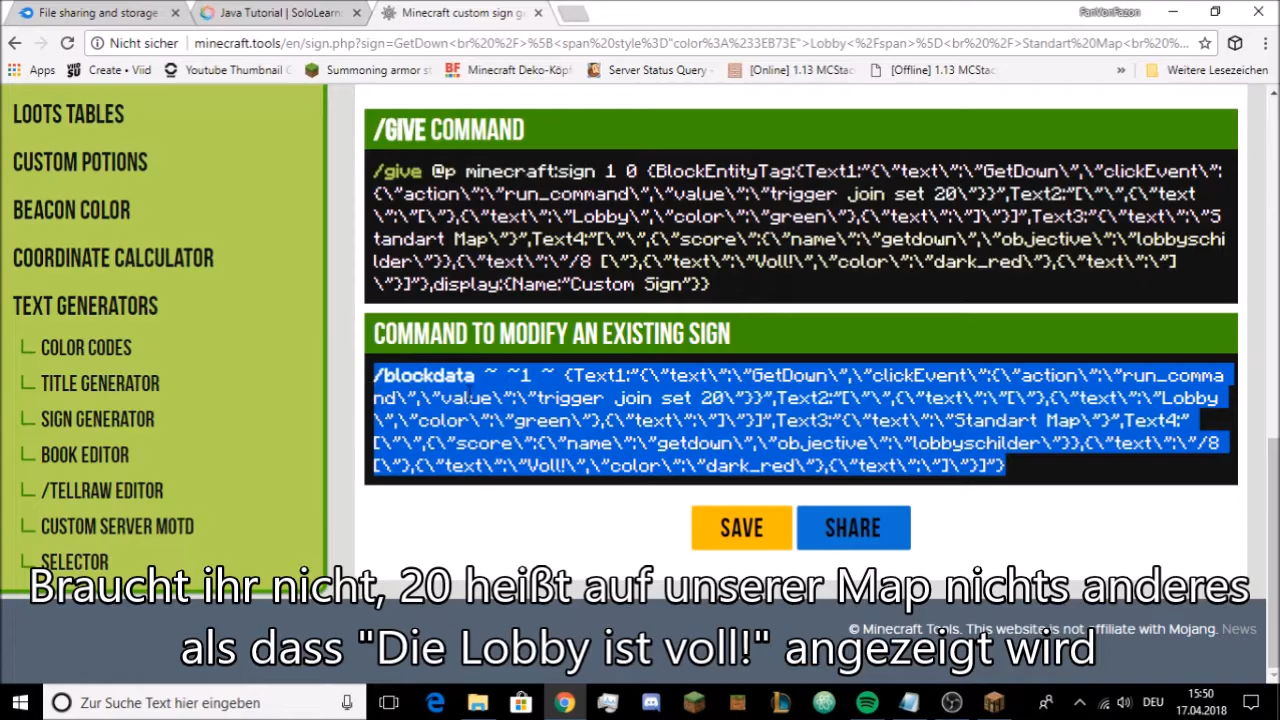 File sharing and storage
Java Tutorial | SoloLearn:
Minecraft custom sign g
FanVonFazon
Nicht sicher
minecraft.tools/en/sign.php?sign=GetDown<br%20%2F>%5B<span%20style%3D"color%3A%233EB73E">Lobby<%2Fspan>%5D<br%20%2F>Standart%20Map<br%20%...
Apps
Create • Viid
Youtube Thumbnail G
Summoning armor st
Minecraft Deko-Köpf
Server Status Query -
[Online] 1.13 MCStac
[Offline] 1.13 MCStac
»
Weitere Lesezeichen
LOOTS TABLES
CUSTOM POTIONS
BEACON COLOR
COORDINATE CALCULATOR
TEXT GENERATORS
COLOR CODES
TITLE GENERATOR
SIGN GENERATOR
BOOK EDITOR
/TELLRAW EDITOR
CUSTOM SERVER MOTD
SELECTOR
/GIVE COMMAND
/give @p minecraft:sign 1 0 {BlockEntityTag:{Text1:"{\"text\":\"GetDown\",\"clickEvent\":
{\"action\":\"run_command\",\"value\":\"trigger join set 20\"}}",Text2:"[\"\",{\"text
\":\"[\"},{\"text\":\"Lobby\",\"color\":\"green\"},{\"text\":\"]\"}]",Text3:"{\"text\":\"S
tandart Map\"}",Text4:"[\"\",{\"score\":{\"name\":\"getdown\",\"objective\":\"lobbyschi
lder\"}},{\"text\":\"/8 [\"},{\"text\":\"Voll!\",\"color\":\"dark_red\"},{\"text\":\"]
\"}]"},display:{Name:"Custom Sign"}}
COMMAND TO MODIFY AN EXISTING SIGN
/blockdata ~ ~1 ~ {Text1:"{\"text\":\"GetDown\",\"clickEvent\":{\"action\":\"run_comma
nd\",\"value\":\"trigger join set 20\"}}",Text2:"[\"\",{\"text\":\"[\"},{\"text\":\"Lobby
\",\"color\":\"green\"},{\"text\":\"]\"}]",Text3:"{\"text\":\"Standart Map\"}",Text4:"
[\"\",{\"score\":{\"name\":\"getdown\",\"objective\":\"lobbyschilder\"}},{\"text\":\"/8
[\"},{\"text\":\"Voll!\",\"color\":\"dark_red\"},{\"text\":\"]\"}]"}
SAVE
SHARE
Braucht ihr nicht, 20 heißt auf unserer Map nichts anderes
© Minecraft Tools. This website is not affiliate with Mojang. News
als dass "Die Lobby ist voll!" angezeigt wird
Zur Suche Text hier eingeben
DEU
15:50
17.04.2018